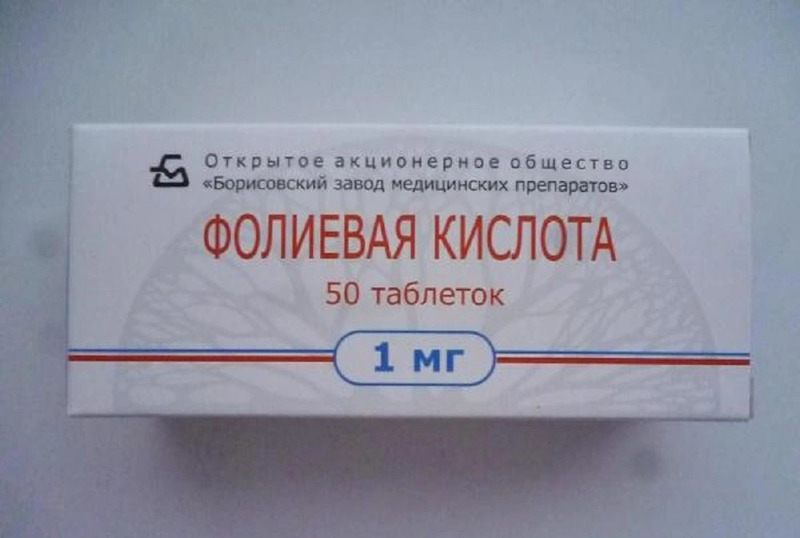 Открытое акционерное общество
«Борисовский завод медицинских препаратов»
ФОЛИЕВАЯ КИСЛОТА
50 таблеток
1 мг